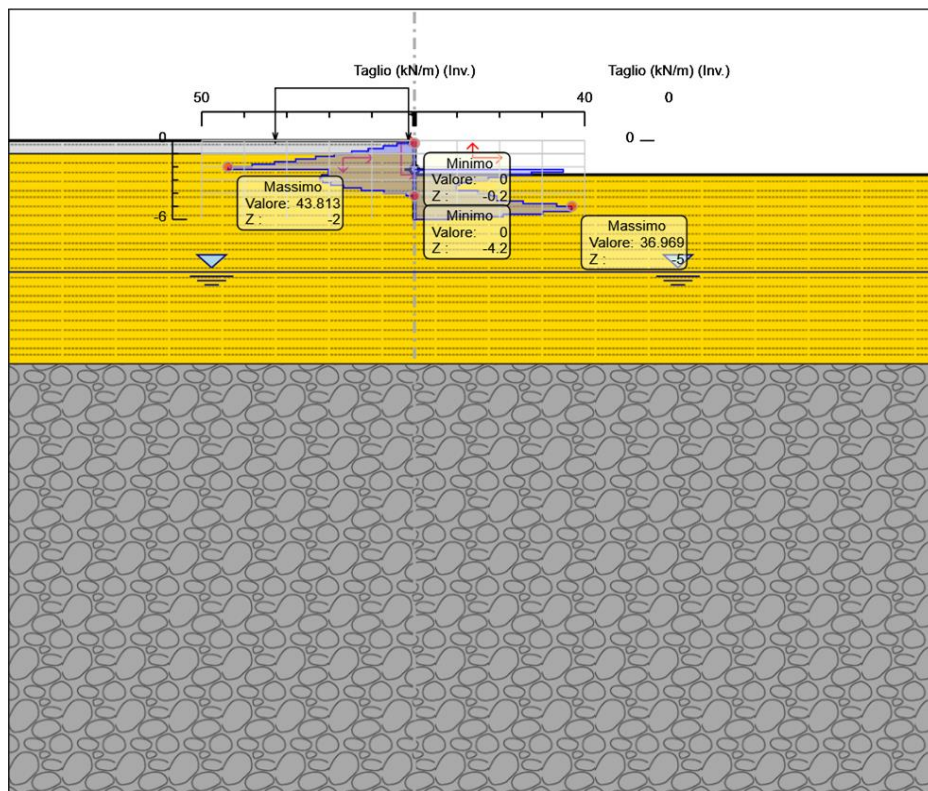 Taglio (kN/m) (Inv.)
Taglio (kN/m) (Inv.)
50
40
0
0
0
-6
Minimo
Valore: 0
Z : -0.2
Massimo
Valore: 43.813
Z : -2
Minimo
Valore: 0
Z : -4.2
Massimo
Valore: 36.969
Z : -5